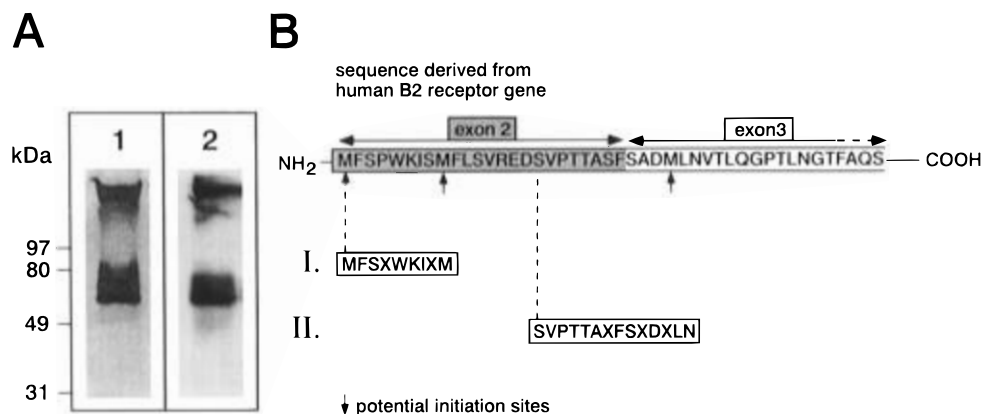 A
B
sequence derived from
human B2 receptor gene
1 2
kDa
exon 2
exon3
NH2
MFSPWKISMFLSVREDSVPTTASFSADMLNVTLQGPTLNGTFAQS
COOH
97
80
I.
MFSXWKIXM
49
II.
SVPTTAXFSXDXLN
31
potential initiation sites